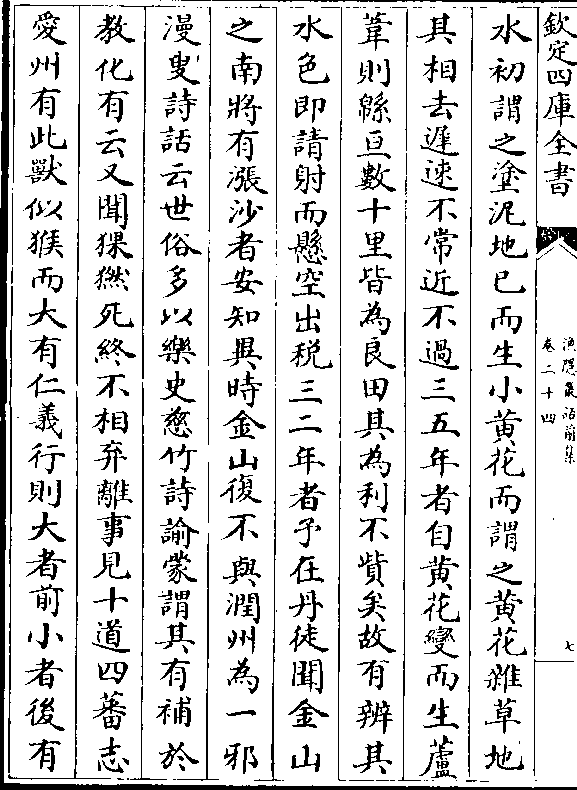 欽定四庫全書
漁隱叢話前集
卷二十四
七
水初謂之塗泥地已而生小黄花而謂之黄花雜草地
其相去遲速不常近不過三五年者自黄花變而生蘆
葦則緜亘數十里皆為良田其為利不貲矣故有辨其
水色即請射而懸空出税三二年者予在丹徒聞金山
之南將有漲沙者安知異時金山復不與潤州為一邪
漫叟詩話云世俗多以樂史慈竹詩諭蒙謂其有補於
教化有云又聞猓㺐死終不相弃離事見十道四蕃志
愛州有此獸似猴而大有仁義行則大者前小者後有